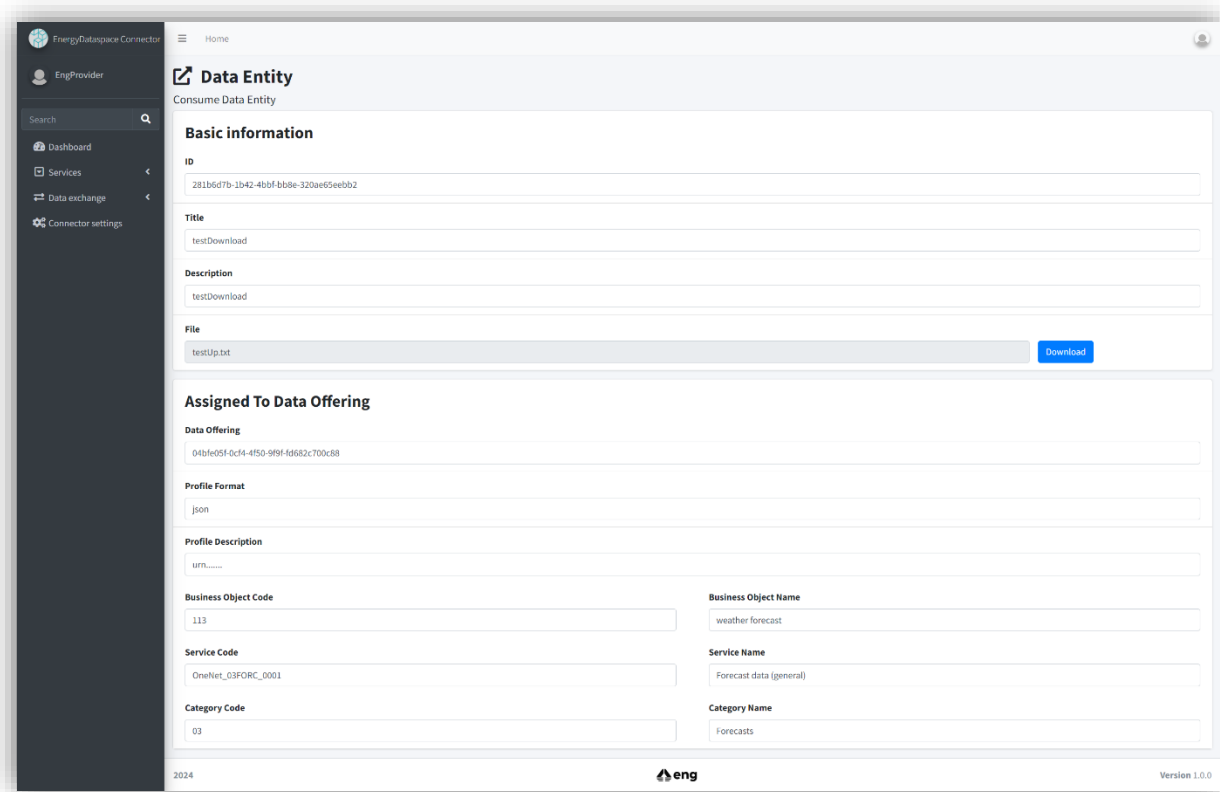 EnergyDataspace Connector
Home
EngProvider
Search
Dashboard
Services
Data exchange
Connector settings
Data Entity
Consume Data Entity
Basic information
ID
281b6d7b-1b42-4bbf-bb8e-320ae65eebb2
Title
testDownload
Description
testDownload
File
testUp.txt
Download
Assigned To Data Offering
Data Offering
04bfe05f-0cf4-4f50-9f9f-fd682c700c88
Profile Format
json
Profile Description
urn.......
Business Object Code
Business Object Name
113
weather forecast
Service Code
Service Name
OneNet_03FORC_0001
Forecast data (general)
Category Code
Category Name
03
Forecasts
2024
eng
Version 1.0.0